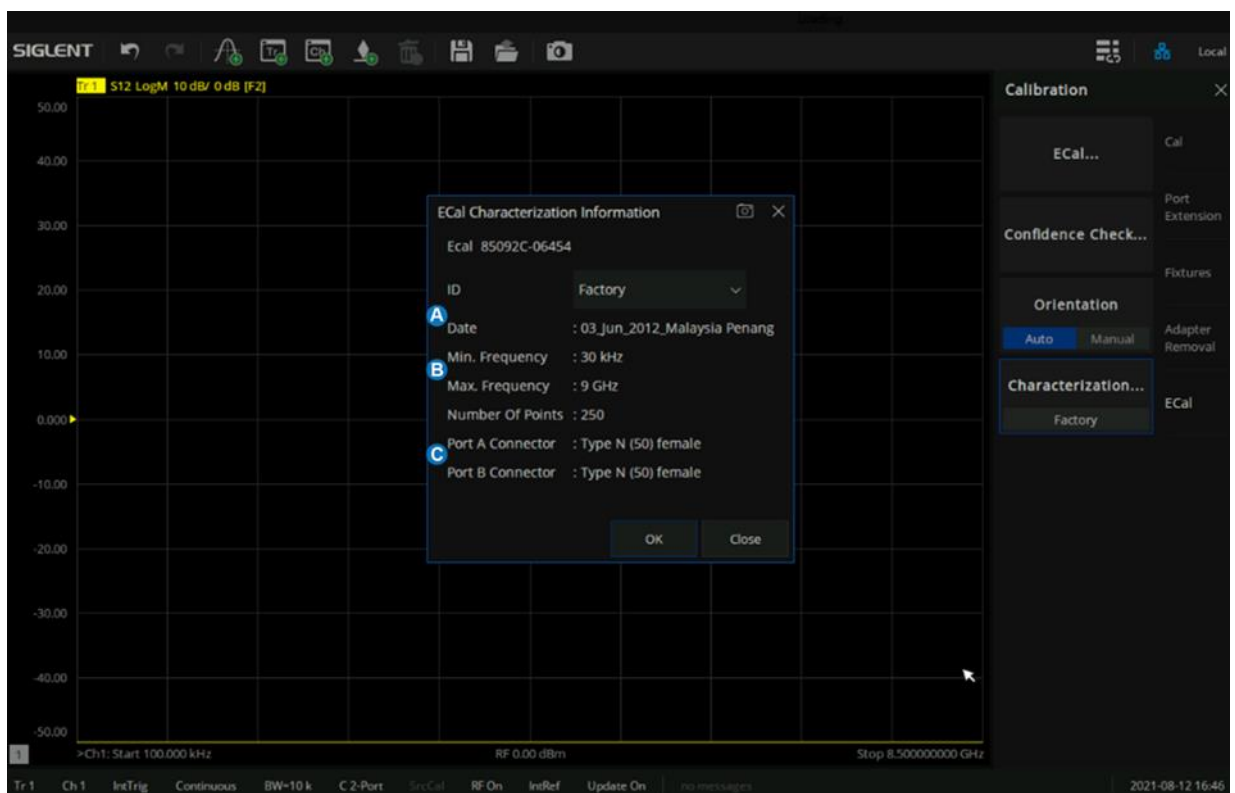 Loading
SIGLENT Tr Ch Local
Tr 1 S12 LogM 10 dB/ 0 dB [F2]
50.00
40.00
30.00
20.00
10.00
0.000
-10.00
-20.00
-30.00
-40.00
-50.00
ECal Characterization Information
Ecal 85092C-06454
ID Factory
A
Date : 03_Jun_2012_Malaysia Penang
Min. Frequency : 30 kHz
B
Max. Frequency : 9 GHz
Number Of Points : 250
Port A Connector : Type N (50) female
C
Port B Connector : Type N (50) female
OK Close
Calibration
ECal...
Confidence Check...
Orientation
Auto Manual
Characterization...
Factory
Cal
Port
Extension
Fixtures
Adapter
Removal
ECal
1 >Ch1: Start 100.000 kHz RF 0.00 dBm Stop 8.500000000 GHz
Tr 1 Ch 1 IntTrig Continuous BW=10 k C 2-Port SrcCal RF On IntRef Update On no messages 2021-08-12 16:46